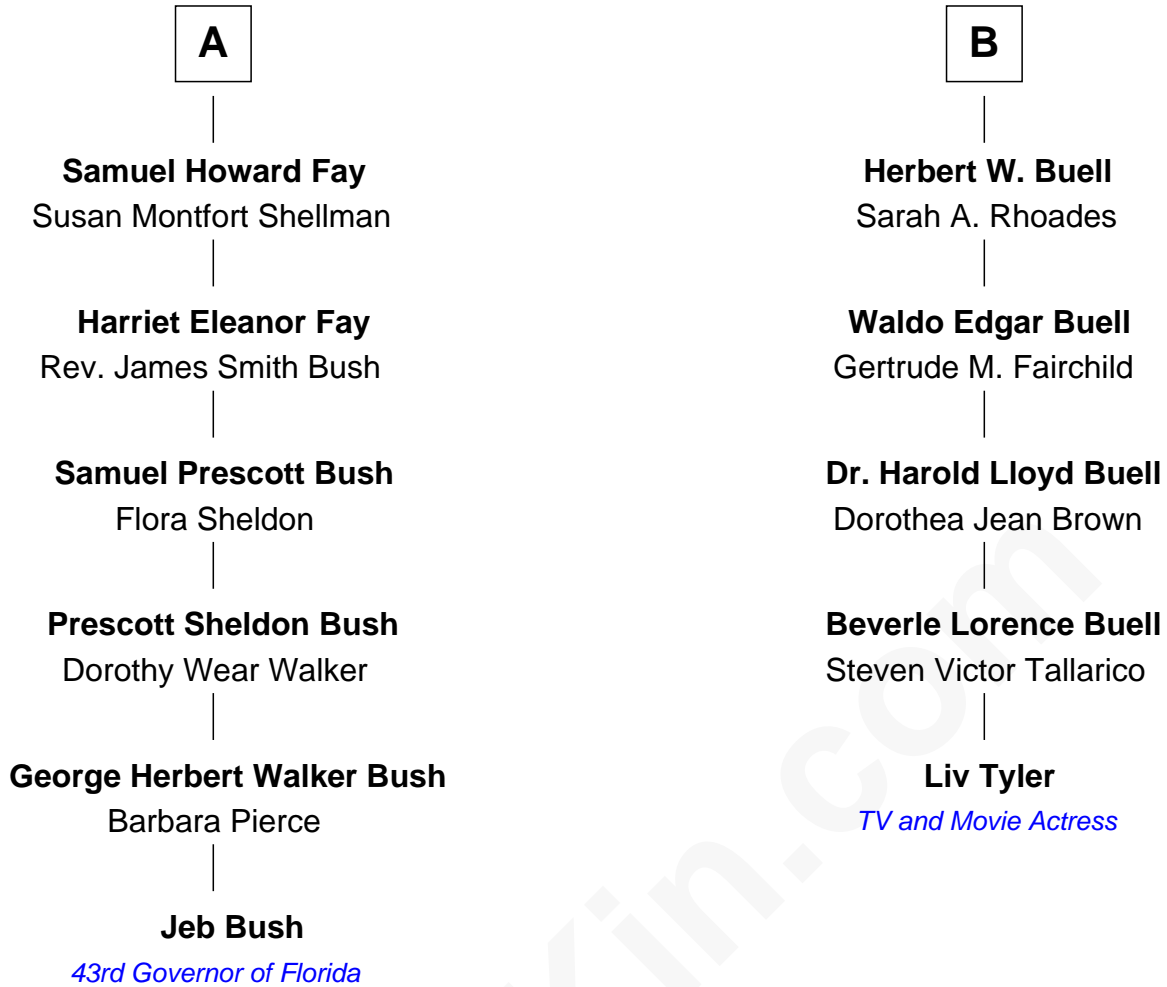 A
Samuel Howard Fay
Susan Montfort Shellman
Harriet Eleanor Fay
Rev. James Smith Bush
Samuel Prescott Bush
Flora Sheldon
Prescott Sheldon Bush
Dorothy Wear Walker
George Herbert Walker Bush
Barbara Pierce
Jeb Bush
43rd Governor of Florida
B
Herbert W. Buell
Sarah A. Rhoades
Waldo Edgar Buell
Gertrude M. Fairchild
Dr. Harold Lloyd Buell
Dorothea Jean Brown
Beverle Lorence Buell
Steven Victor Tallarico
Liv Tyler
TV and Movie Actress
Kin.com